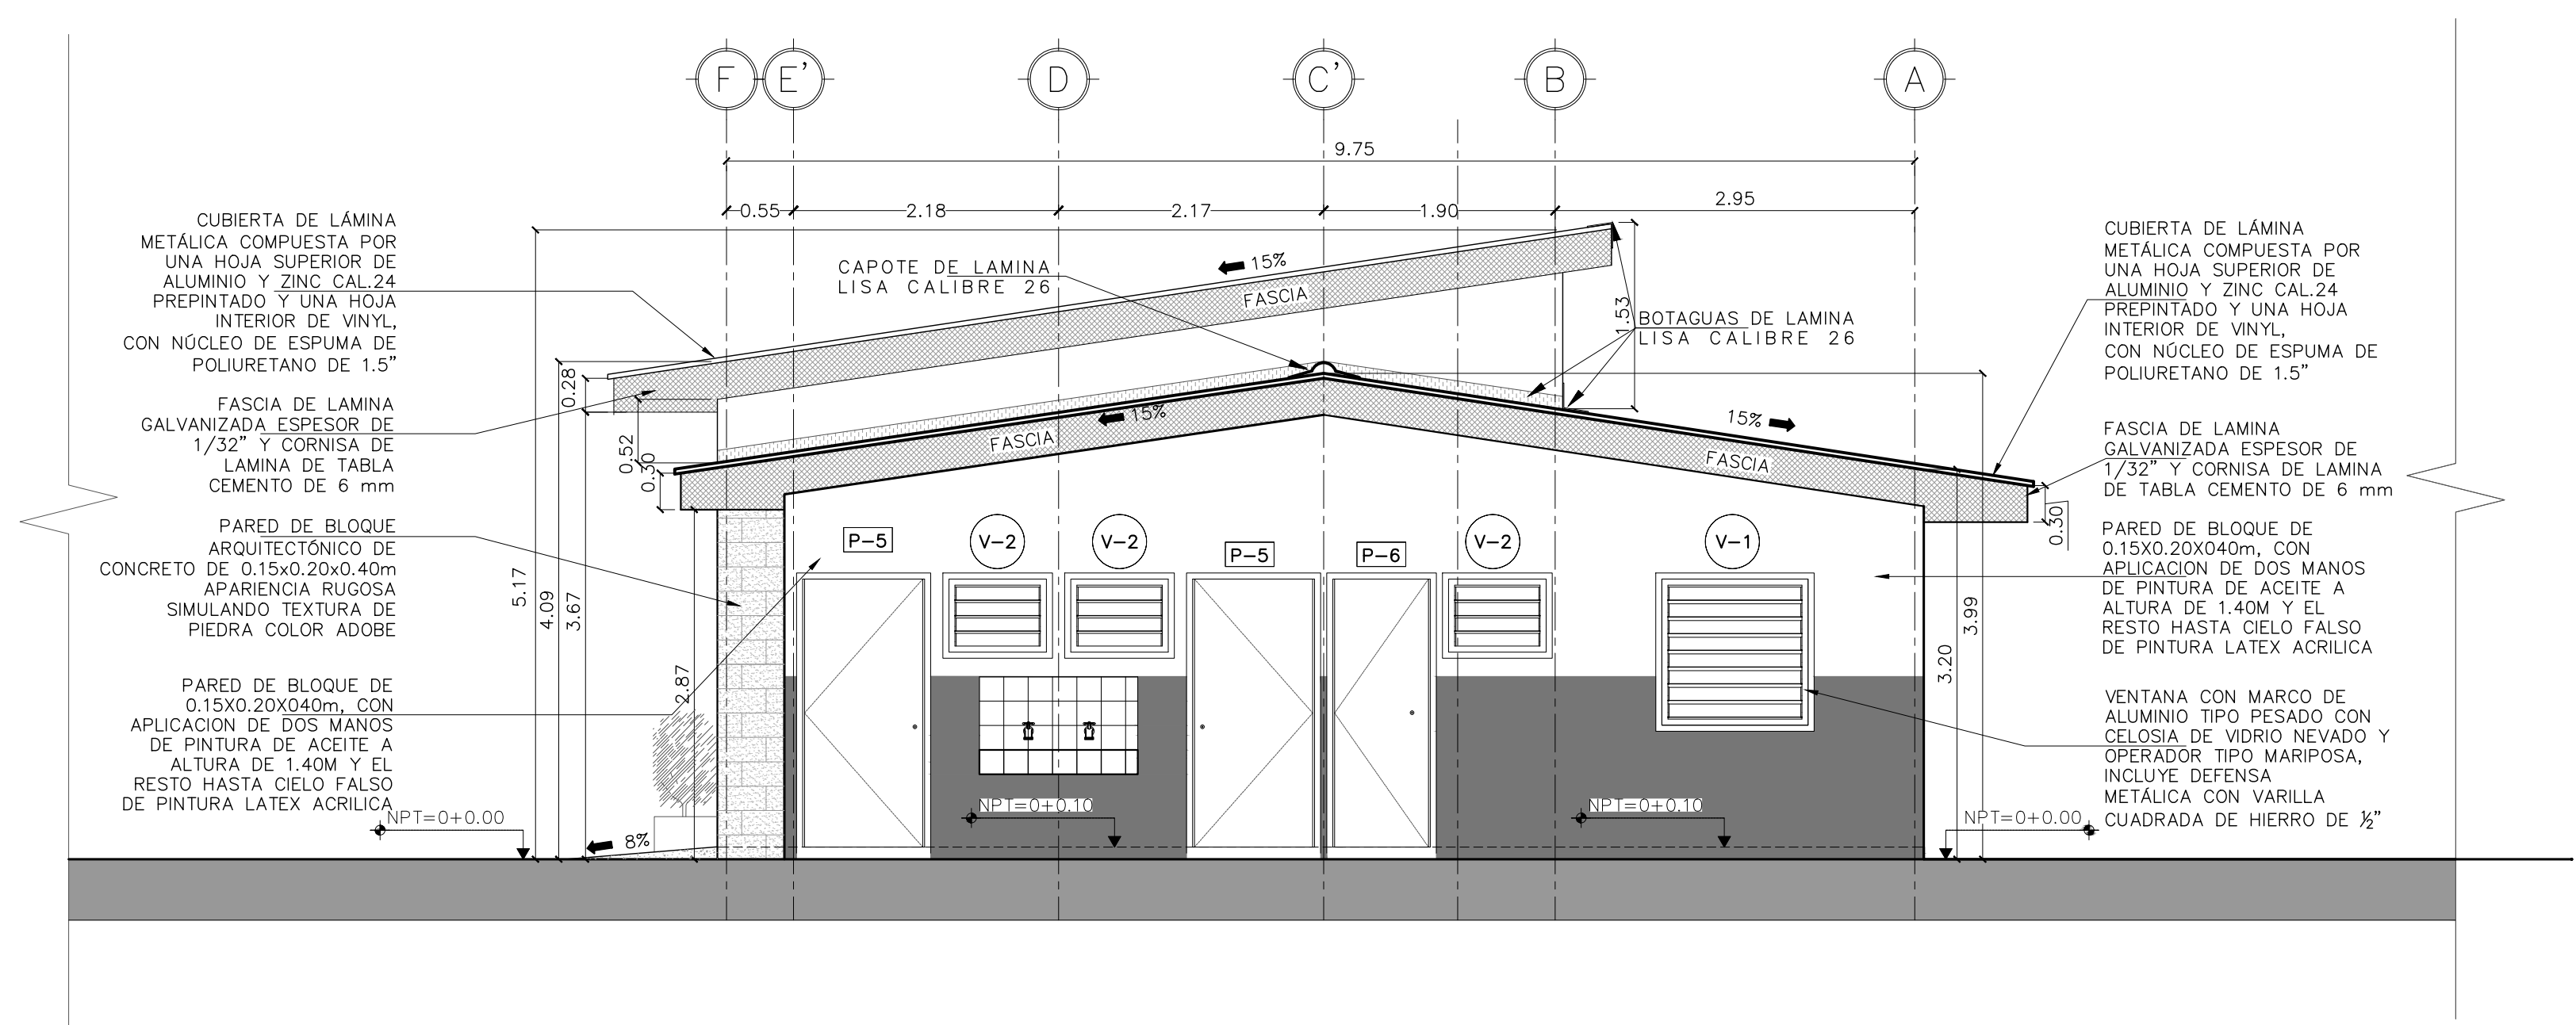 F
E'
D
C'
B
A
9.75
0.55
2.18
2.17
1.90
2.95
CUBIERTA DE LÁMINA
METÁLICA COMPUESTA POR
UNA HOJA SUPERIOR DE
ALUMINIO Y ZINC CAL.24
PREPINTADO Y UNA HOJA
INTERIOR DE VINYL,
CON NÚCLEO DE ESPUMA DE
POLIURETANO DE 1.5”
FASCIA DE LAMINA
GALVANIZADA ESPESOR DE
1/32” Y CORNISA DE
LAMINA DE TABLA
CEMENTO DE 6 mm
PARED DE BLOQUE
ARQUITECTÓNICO DE
CONCRETO DE 0.15x0.20x0.40m
APARIENCIA RUGOSA
SIMULANDO TEXTURA DE
PIEDRA COLOR ADOBE
PARED DE BLOQUE DE
0.15X0.20X040m, CON
APLICACION DE DOS MANOS
DE PINTURA DE ACEITE A
ALTURA DE 1.40M Y EL
RESTO HASTA CIELO FALSO
DE PINTURA LATEX ACRILICA
NPT=0+0.00
5.17
4.09
3.67
0.28
0.52
0.30
2.87
8%
CAPOTE DE LAMINA
LISA CALIBRE 26
15%
FASCIA
1.53
BOTAGUAS DE LAMINA
LISA CALIBRE 26
15%
FASCIA
15%
FASCIA
P-5
V-2
V-2
P-5
P-6
V-2
V-1
NPT=0+0.10
NPT=0+0.10
3.20
3.99
0.30
NPT=0+0.00
CUBIERTA DE LÁMINA
METÁLICA COMPUESTA POR
UNA HOJA SUPERIOR DE
ALUMINIO Y ZINC CAL.24
PREPINTADO Y UNA HOJA
INTERIOR DE VINYL,
CON NÚCLEO DE ESPUMA DE
POLIURETANO DE 1.5”
FASCIA DE LAMINA
GALVANIZADA ESPESOR DE
1/32” Y CORNISA DE LAMINA
DE TABLA CEMENTO DE 6 mm
PARED DE BLOQUE DE
0.15X0.20X040m, CON
APLICACION DE DOS MANOS
DE PINTURA DE ACEITE A
ALTURA DE 1.40M Y EL
RESTO HASTA CIELO FALSO
DE PINTURA LATEX ACRILICA
VENTANA CON MARCO DE
ALUMINIO TIPO PESADO CON
CELOSIA DE VIDRIO NEVADO Y
OPERADOR TIPO MARIPOSA,
INCLUYE DEFENSA
METÁLICA CON VARILLA
CUADRADA DE HIERRO DE ½”